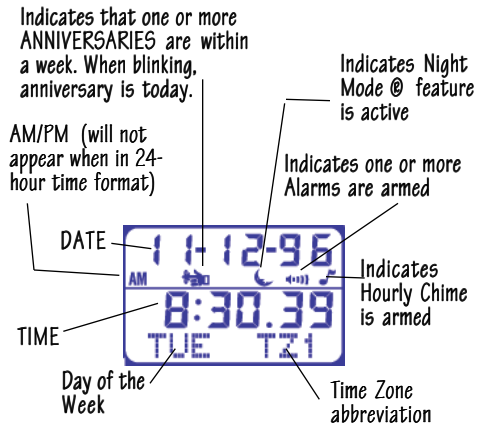 Indicates that one or more
ANNIVERSARIES are within
a week. When blinking,
anniversary is today.
Indicates Night
Mode ® feature
is active
AM/PM (will not
appear when in 24-
hour time format)
Indicates one or more
Alarms are armed
DATE
11-12-96
AM
Indicates
Hourly Chime
is armed
8:30.39
TIME
TUE TZ1
Day of the
Week
Time Zone
abbreviation